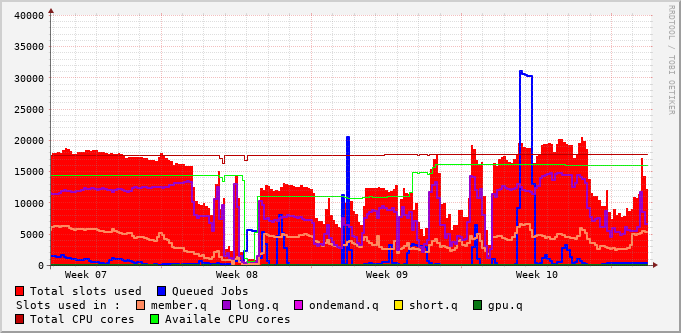 40000
35000
30000
25000
20000
15000
10000
5000
0
Week 07 Week 08 Week 09 Week 10
RRDTOOL / TOBI OETIKER
Total slots used Queued Jobs
Slots used in : member.q long.q ondemand.q short.q gpu.q
Total CPU cores Availale CPU cores